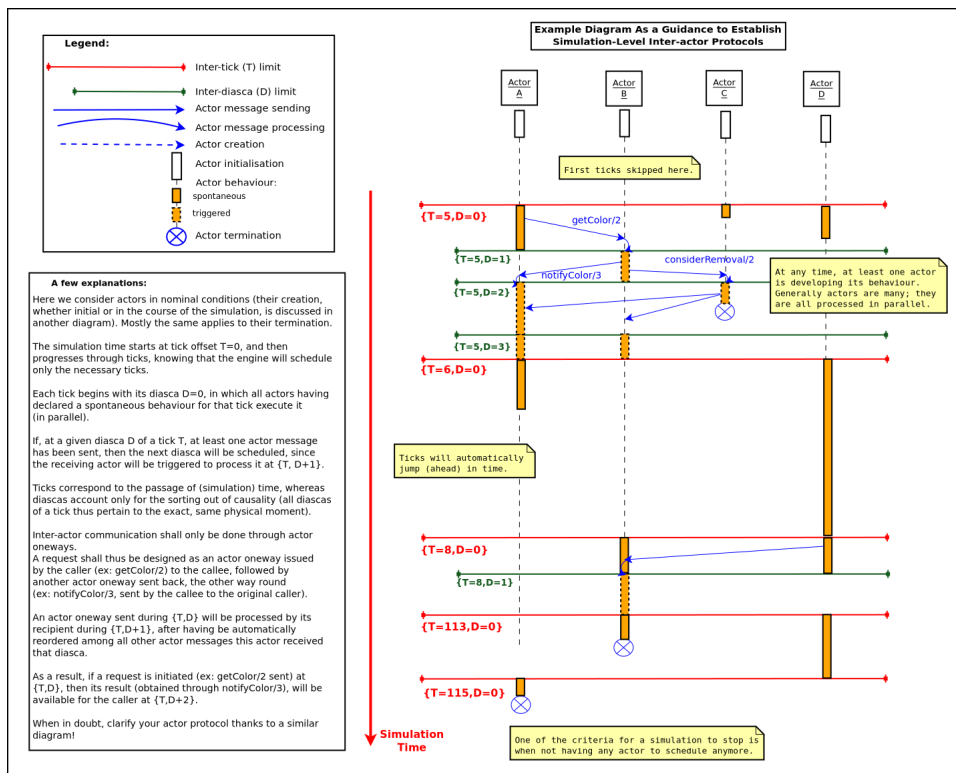 Legend:
Inter-tick (T) limit
Inter-diasca (D) limit
Actor message sending
Actor message processing
Actor creation
Actor initialisation
Actor behaviour:
spontaneous
triggered
Actor termination
A few explanations:
Here we consider actors in nominal conditions (their creation,
whether initial or in the course of the simulation, is discussed in
another diagram). Mostly the same applies to their termination.
The simulation time starts at tick offset T=0, and then
progresses through ticks, knowing that the engine will schedule
only the necessary ticks.
Each tick begins with its diasca D=0, in which all actors having
declared a spontaneous behaviour for that tick execute it
(in parallel).
If, at a given diasca D of a tick T, at least one actor message
has been sent, then the next diasca will be scheduled, since
the receiving actor will be triggered to process it at {T, D+1}.
Ticks correspond to the passage of (simulation) time, whereas
diascas account only for the sorting out of causality (all diascas
of a tick thus pertain to the exact, same physical moment).
Inter-actor communication shall only be done through actor
oneways.
A request shall thus be designed as an actor oneway issued
by the caller (ex: getColor/2) to the callee, followed by
another actor oneway sent back, the other way round
(ex: notifyColor/3, sent by the callee to the original caller).
An actor oneway sent during {T,D} will be processed by its
recipient during {T,D+1}, after having be automatically
reordered among all other actor messages this actor received
that diasca.
As a result, if a request is initiated (ex: getColor/2 sent) at
{T,D}, then its result (obtained through notifyColor/3), will be
available for the caller at {T,D+2}.
When in doubt, clarify your actor protocol thanks to a similar
diagram!
Simulation
Time
Example Diagram As a Guidance to Establish
Simulation-Level Inter-actor Protocols
Actor
A
Actor
B
Actor
C
Actor
D
First ticks skipped here.
{T=5,D=0}
getColor/2
{T=5,D=1}
considerRemoval/2
notifyColor/3
At any time, at least one actor
is developing its behaviour.
Generally actors are many; they
are all processed in parallel.
{T=5,D=2}
{T=5,D=3}
{T=6,D=0}
Ticks will automatically
jump (ahead) in time.
{T=8,D=0}
{T=8,D=1}
{T=113,D=0}
{T=115,D=0}
One of the criteria for a simulation to stop is
when not having any actor to schedule anymore.